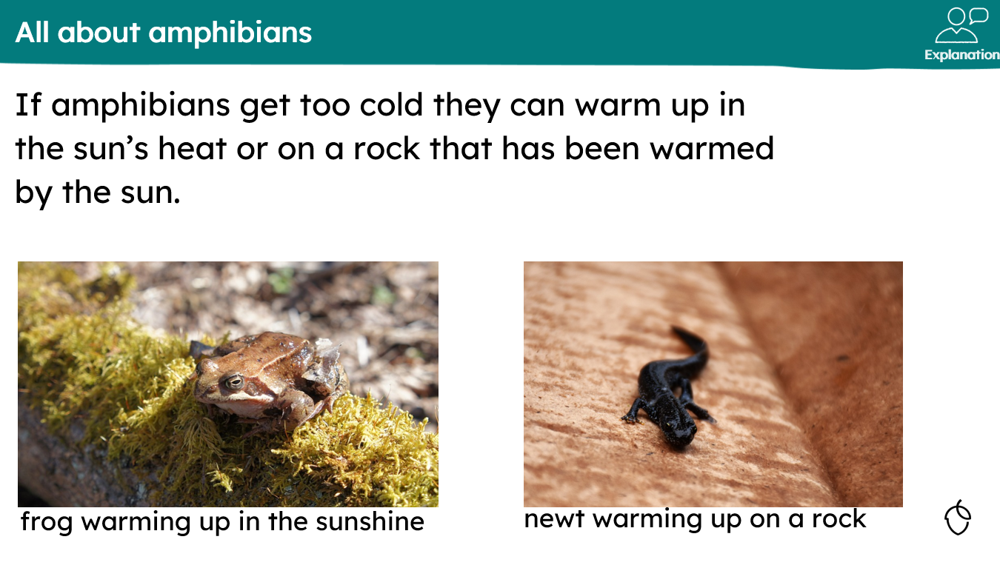 All about amphibians
Explanation
If amphibians get too cold they can warm up in
the sun’s heat or on a rock that has been warmed
by the sun.
frog warming up in the sunshine
newt warming up on a rock